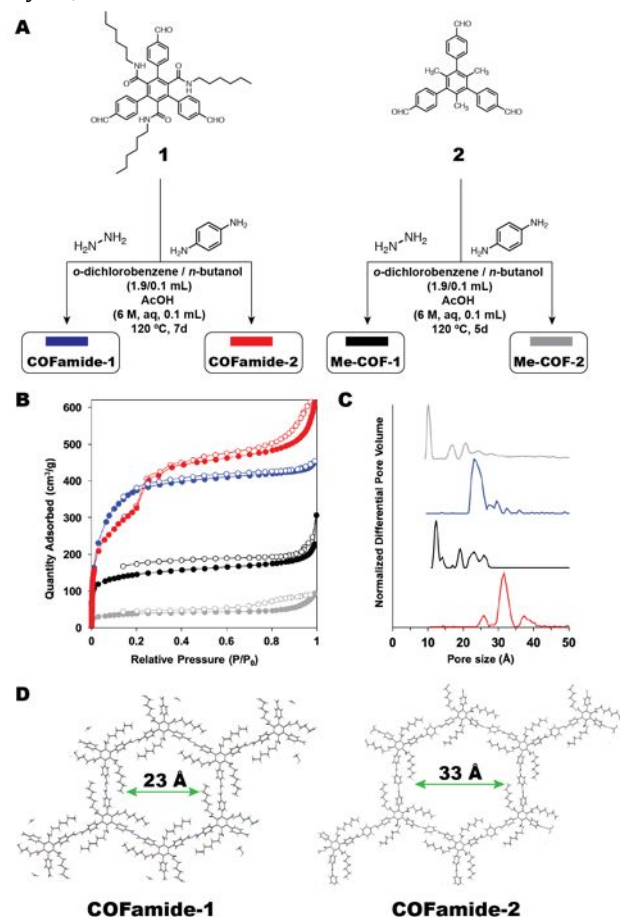 A
CHO
CHO
NH
O
O
N
H
H₃C
CH₃
OHC
NH
O
CHO
OHC
CH₃
CHO
1
2
H₂N
NH₂
NH₂
H₂N
H₂N
NH₂
NH₂
H₂N
o-dichlorobenzene / n-butanol
(1.9/0.1 mL)
AcOH
(6 M, aq, 0.1 mL)
120 ºC, 7d
o-dichlorobenzene / n-butanol
(1.9/0.1 mL)
AcOH
(6 M, aq, 0.1 mL)
120 ºC, 5d
COFamide-1
COFamide-2
Me-COF-1
Me-COF-2
B
Quantity Adsorbed (cm³/g)
600
500
400
300
200
100
0
0
0.2
0.4
0.6
0.8
1
Relative Pressure (P/P₀)
C
Normalized Differential Pore Volume
0
10
20
30
40
50
Pore size (Å)
D
23 Å
33 Å
COFamide-1
COFamide-2